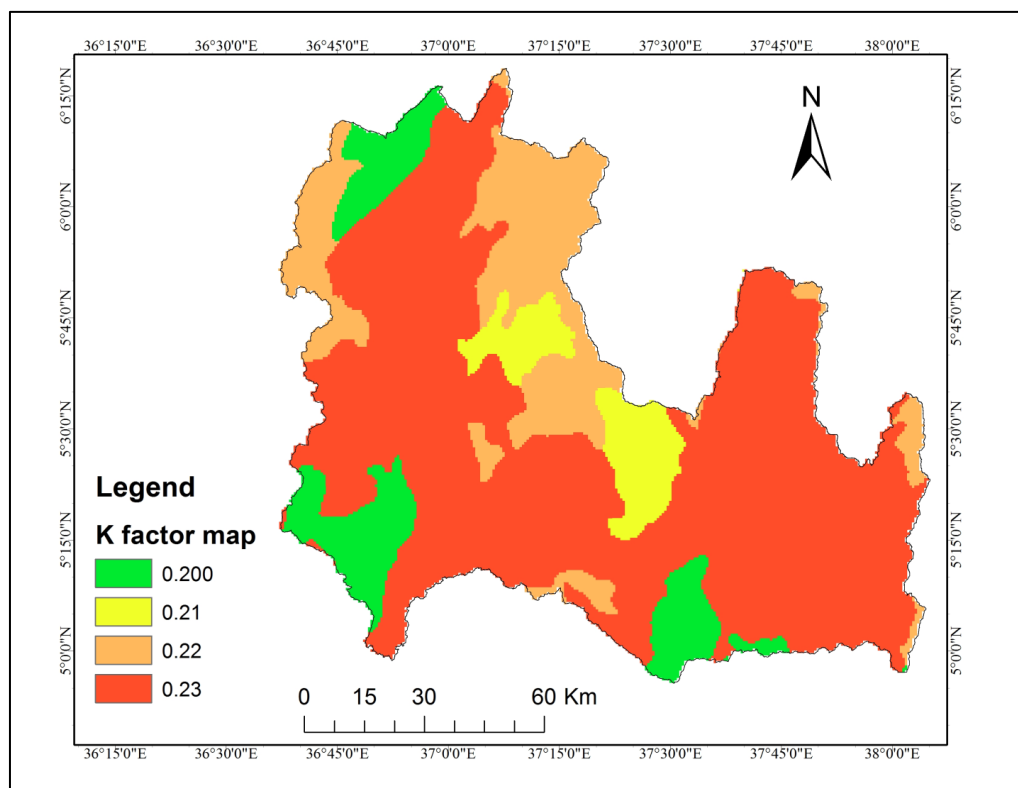 36°15'0"E 36°30'0"E 36°45'0"E 37°0'0"E 37°15'0"E 37°30'0"E 37°45'0"E 38°0'0"E
N
6°15'0"N 6°15'0"N
6°0'0"N 6°0'0"N
5°45'0"N 5°45'0"N
5°30'0"N 5°30'0"N
5°15'0"N 5°15'0"N
5°0'0"N 5°0'0"N
Legend
K factor map
0.200
0.21
0.22
0.23
0 15 30 60 Km
36°15'0"E 36°30'0"E 36°45'0"E 37°0'0"E 37°15'0"E 37°30'0"E 37°45'0"E 38°0'0"E